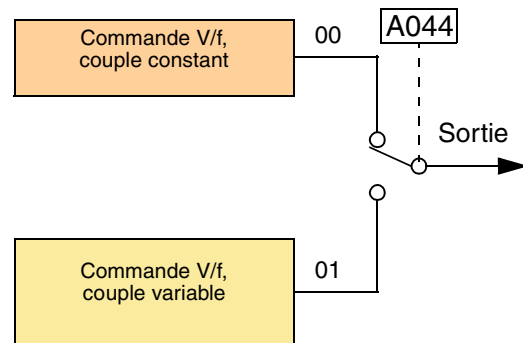 Commande V/f,
couple constant
00
A044
Sortie
Commande V/f,
couple variable
01